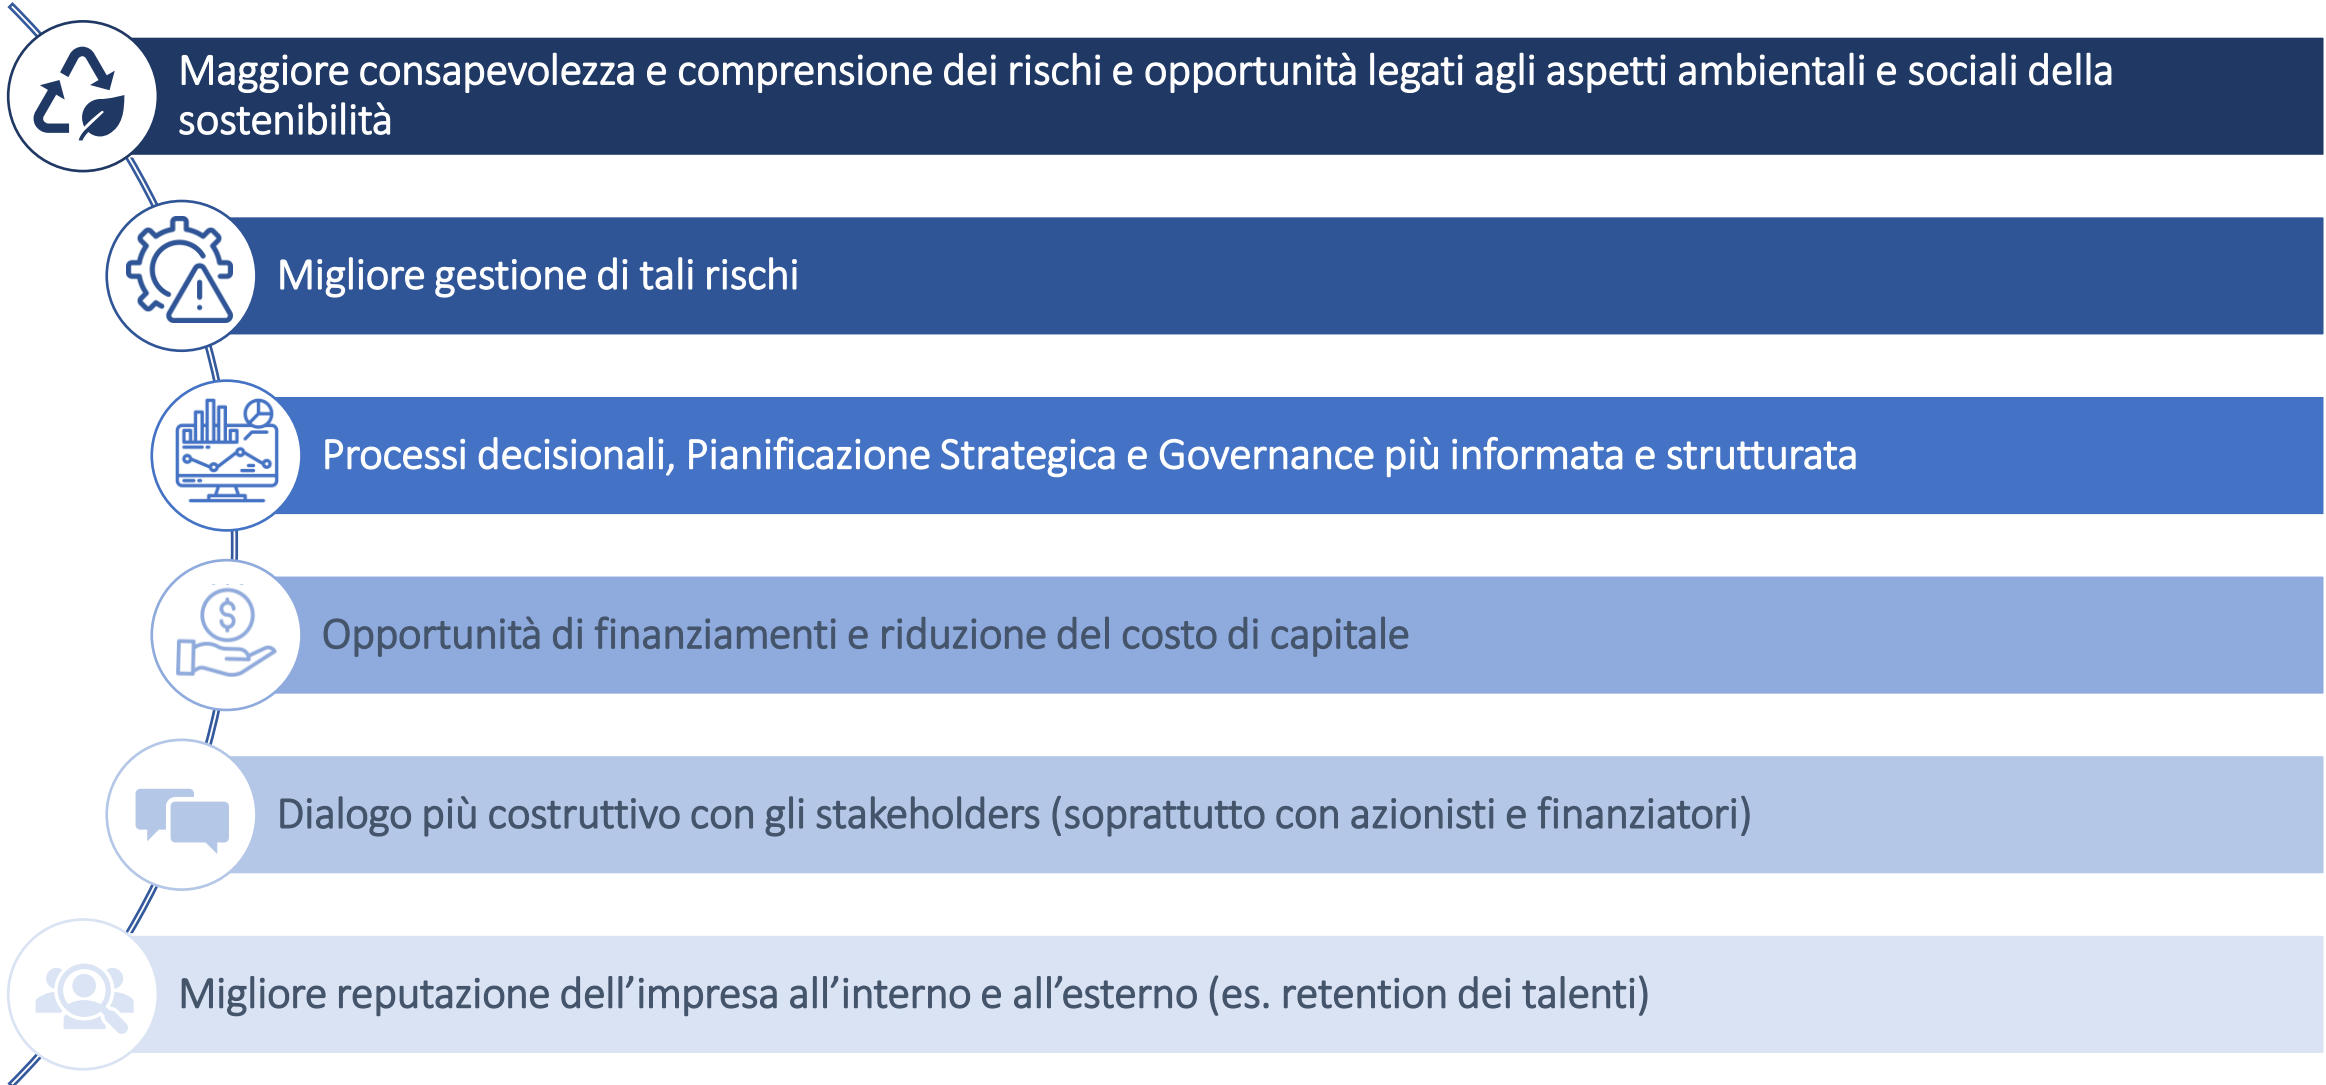 Maggiore consapevolezza e comprensione dei rischi e opportunità legati agli aspetti ambientali e sociali della
sostenibilità
Migliore gestione di tali rischi
Processi decisionali, Pianificazione Strategica e Governance più informata e strutturata
$
Opportunità di finanziamenti e riduzione del costo di capitale
Dialogo più costruttivo con gli stakeholders (soprattutto con azionisti e finanziatori)
Migliore reputazione dell’impresa all’interno e all’esterno (es. retention dei talenti)